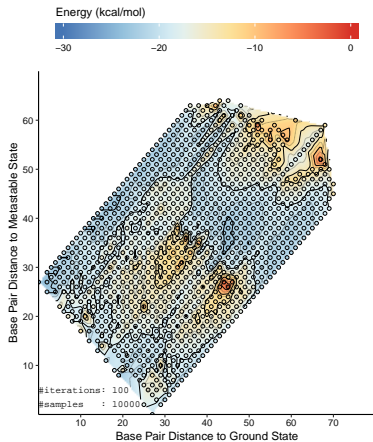 Energy (kcal/mol)
−30 −20 −10 0
Base Pair Distance to Metastable State
60
50
40
30
20
10
#iterations: 100
#samples   : 10000
10 20 30 40 50 60 70
Base Pair Distance to Ground State